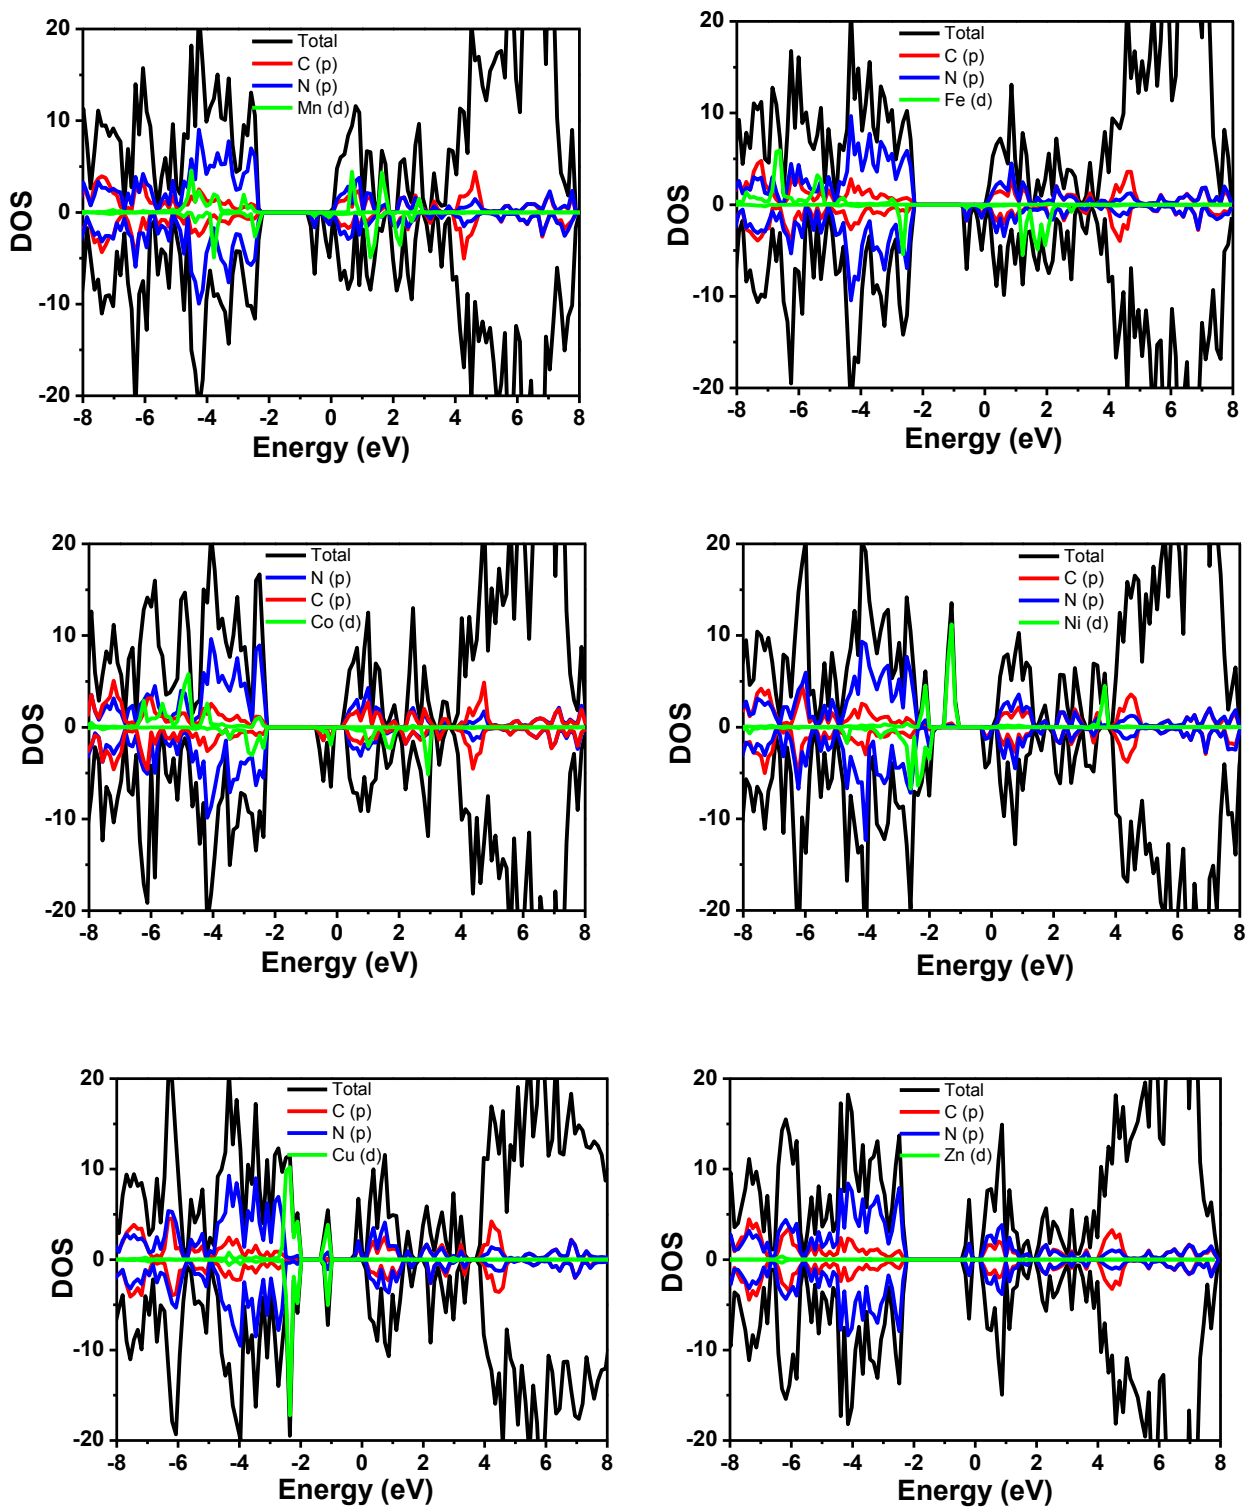 20
10
0
-10
-20
DOS
Total
C (p)
N (p)
Mn (d)
-8 -6 -4 -2 0 2 4 6 8
Energy (eV)
20
10
0
-10
-20
DOS
Total
C (p)
N (p)
Fe (d)
-8 -6 -4 -2 0 2 4 6 8
Energy (eV)
20
10
0
-10
-20
DOS
Total
N (p)
C (p)
Co (d)
-8 -6 -4 -2 0 2 4 6 8
Energy (eV)
20
10
0
-10
-20
DOS
Total
C (p)
N (p)
Ni (d)
-8 -6 -4 -2 0 2 4 6 8
Energy (eV)
20
10
0
-10
-20
DOS
Total
C (p)
N (p)
Cu (d)
-8 -6 -4 -2 0 2 4 6 8
Energy (eV)
20
10
0
-10
-20
DOS
Total
C (p)
N (p)
Zn (d)
-8 -6 -4 -2 0 2 4 6 8
Energy (eV)